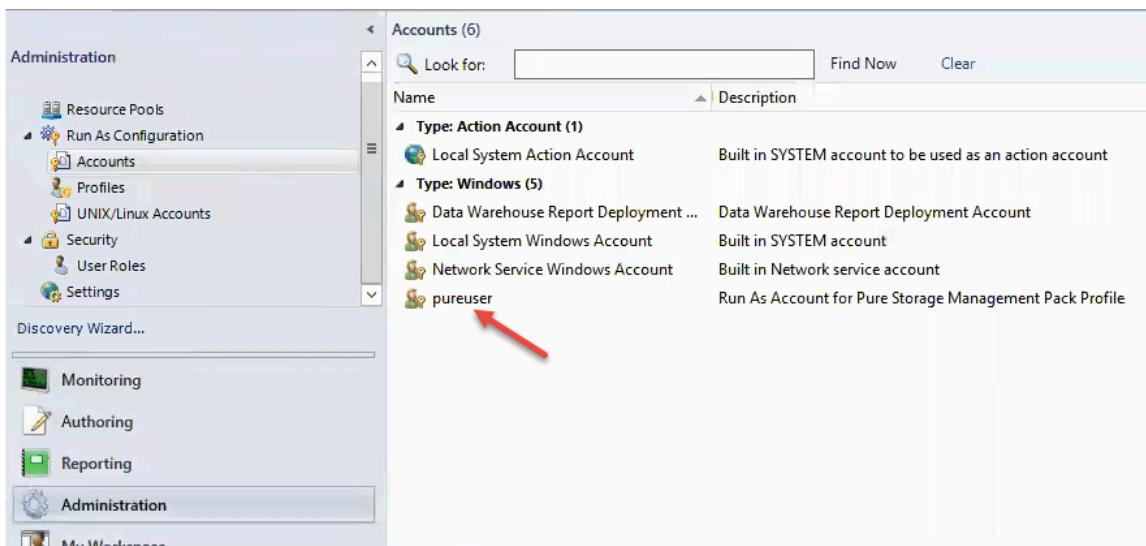 Administration
Resource Pools
Run As Configuration
Accounts
Profiles
UNIX/Linux Accounts
Security
User Roles
Settings
Discovery Wizard...
Monitoring
Authoring
Reporting
Administration
My Workspace
Accounts (6)
Look for: Find Now Clear
Name Description
Type: Action Account (1)
Local System Action Account Built in SYSTEM account to be used as an action account
Type: Windows (5)
Data Warehouse Report Deployment ... Data Warehouse Report Deployment Account
Local System Windows Account Built in SYSTEM account
Network Service Windows Account Built in Network service account
pureuser Run As Account for Pure Storage Management Pack Profile